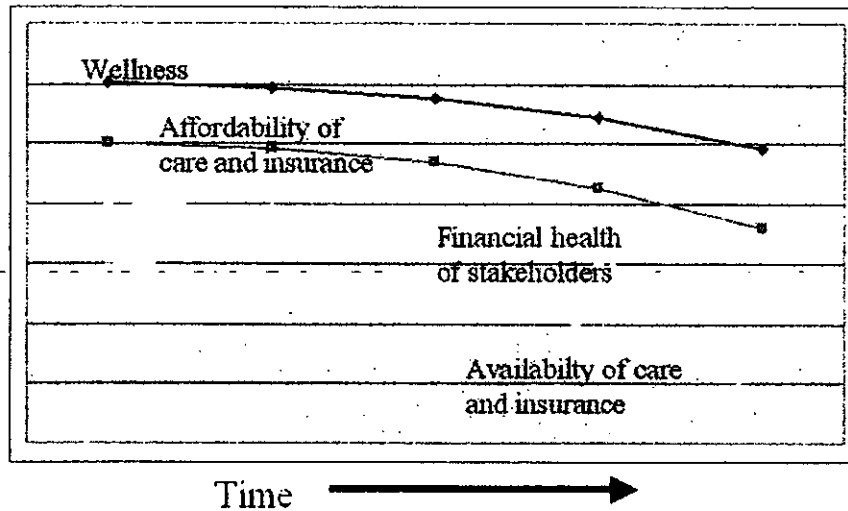 Wellness
Affordability of
care and insurance
Financial health
of stakeholders
Availabilty of care
and insurance
Time